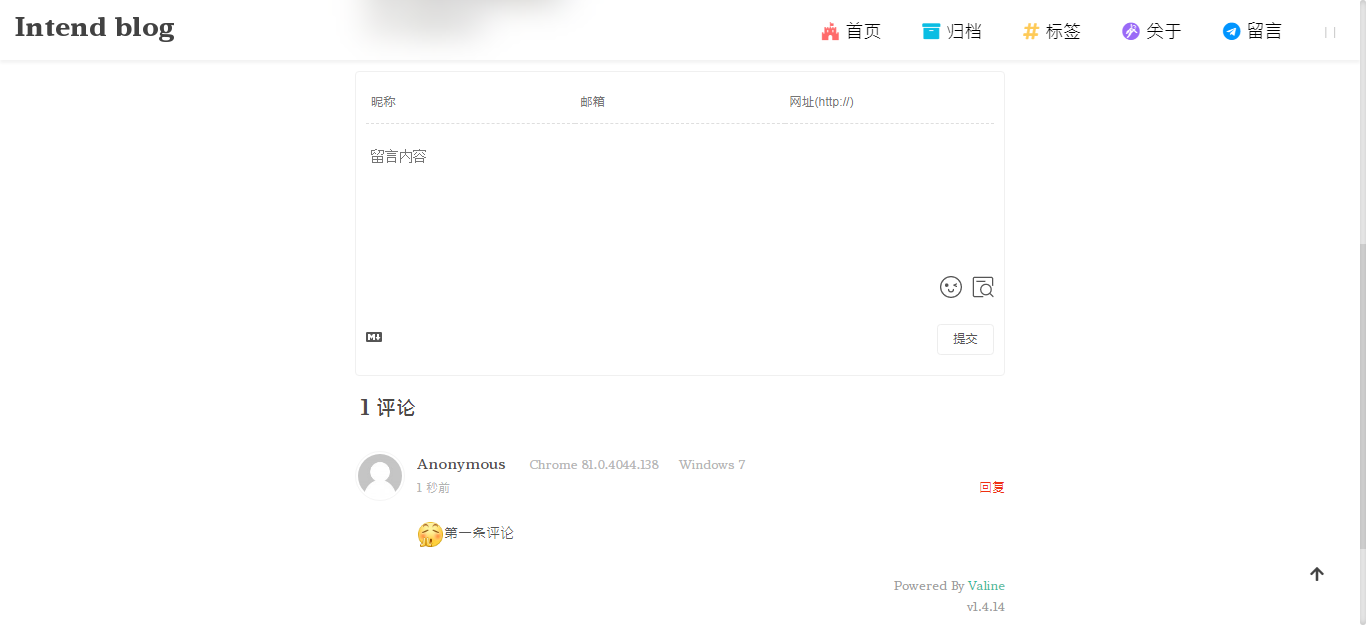 Intend blog
首页 归档 标签 关于 留言
昵称 邮箱 网址(http://)
留言内容
提交
1 评论
Anonymous Chrome 81.0.4044.138 Windows 7
1 秒前 回复
第一条评论
Powered By Valine
v1.4.14